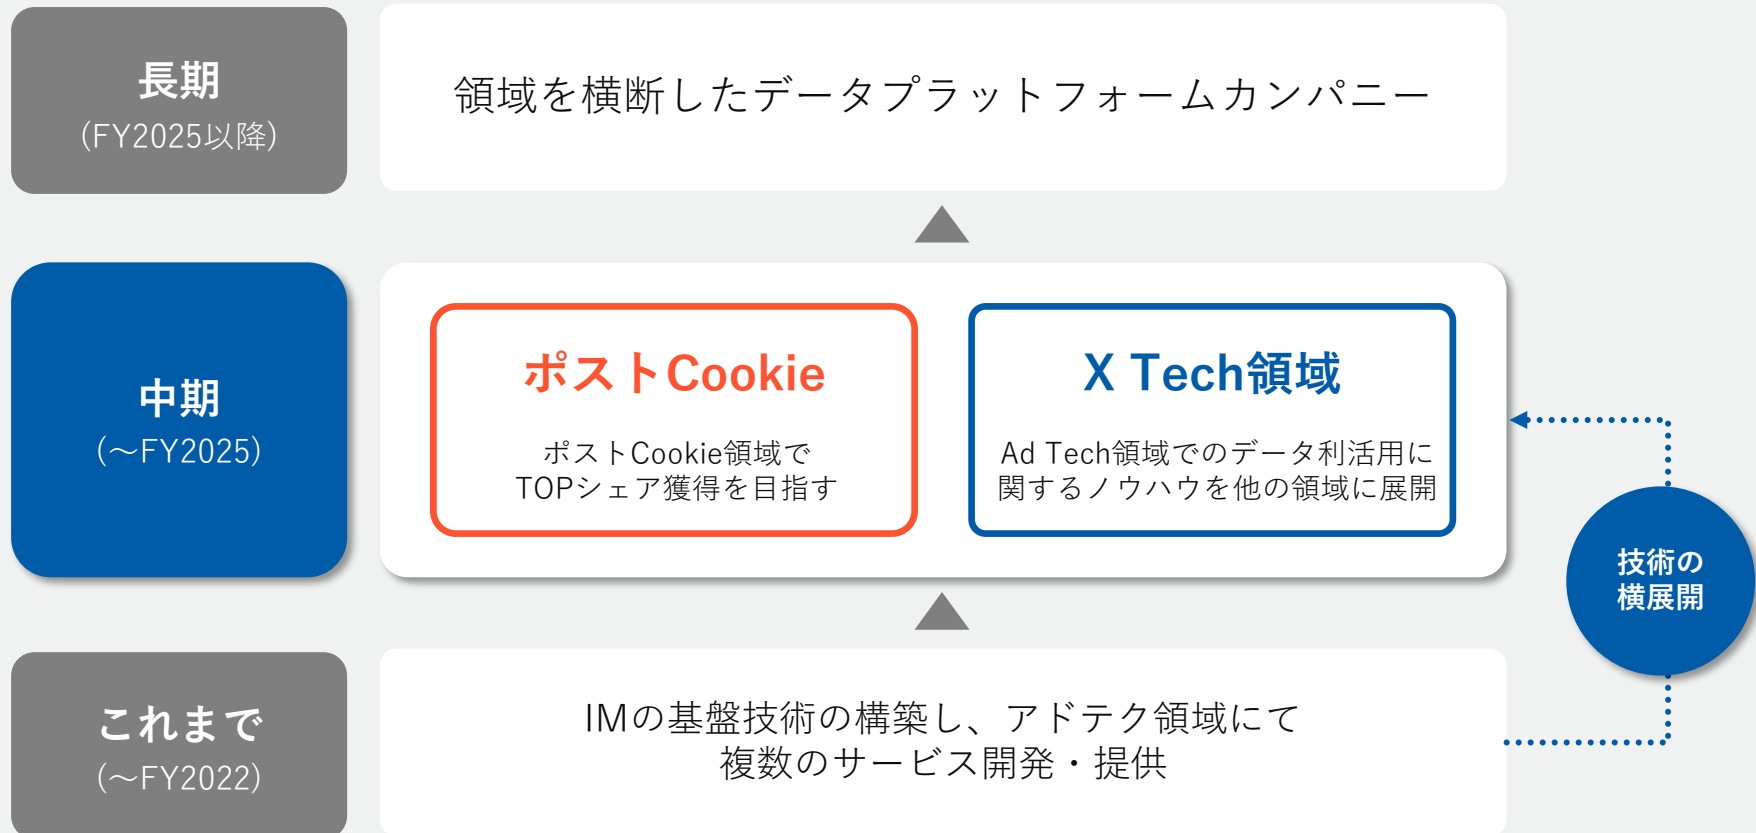 長期
(FY2025以降)
領域を横断したデータプラットフォームカンパニー
中期
(～FY2025)
ポストCookie
ポストCookie領域で
TOPシェア獲得を目指す
X Tech領域
Ad Tech領域でのデータ利活用に
関するノウハウを他の領域に展開
技術の
横展開
これまで
(～FY2022)
IMの基盤技術の構築し、アドテク領域にて
複数のサービス開発・提供